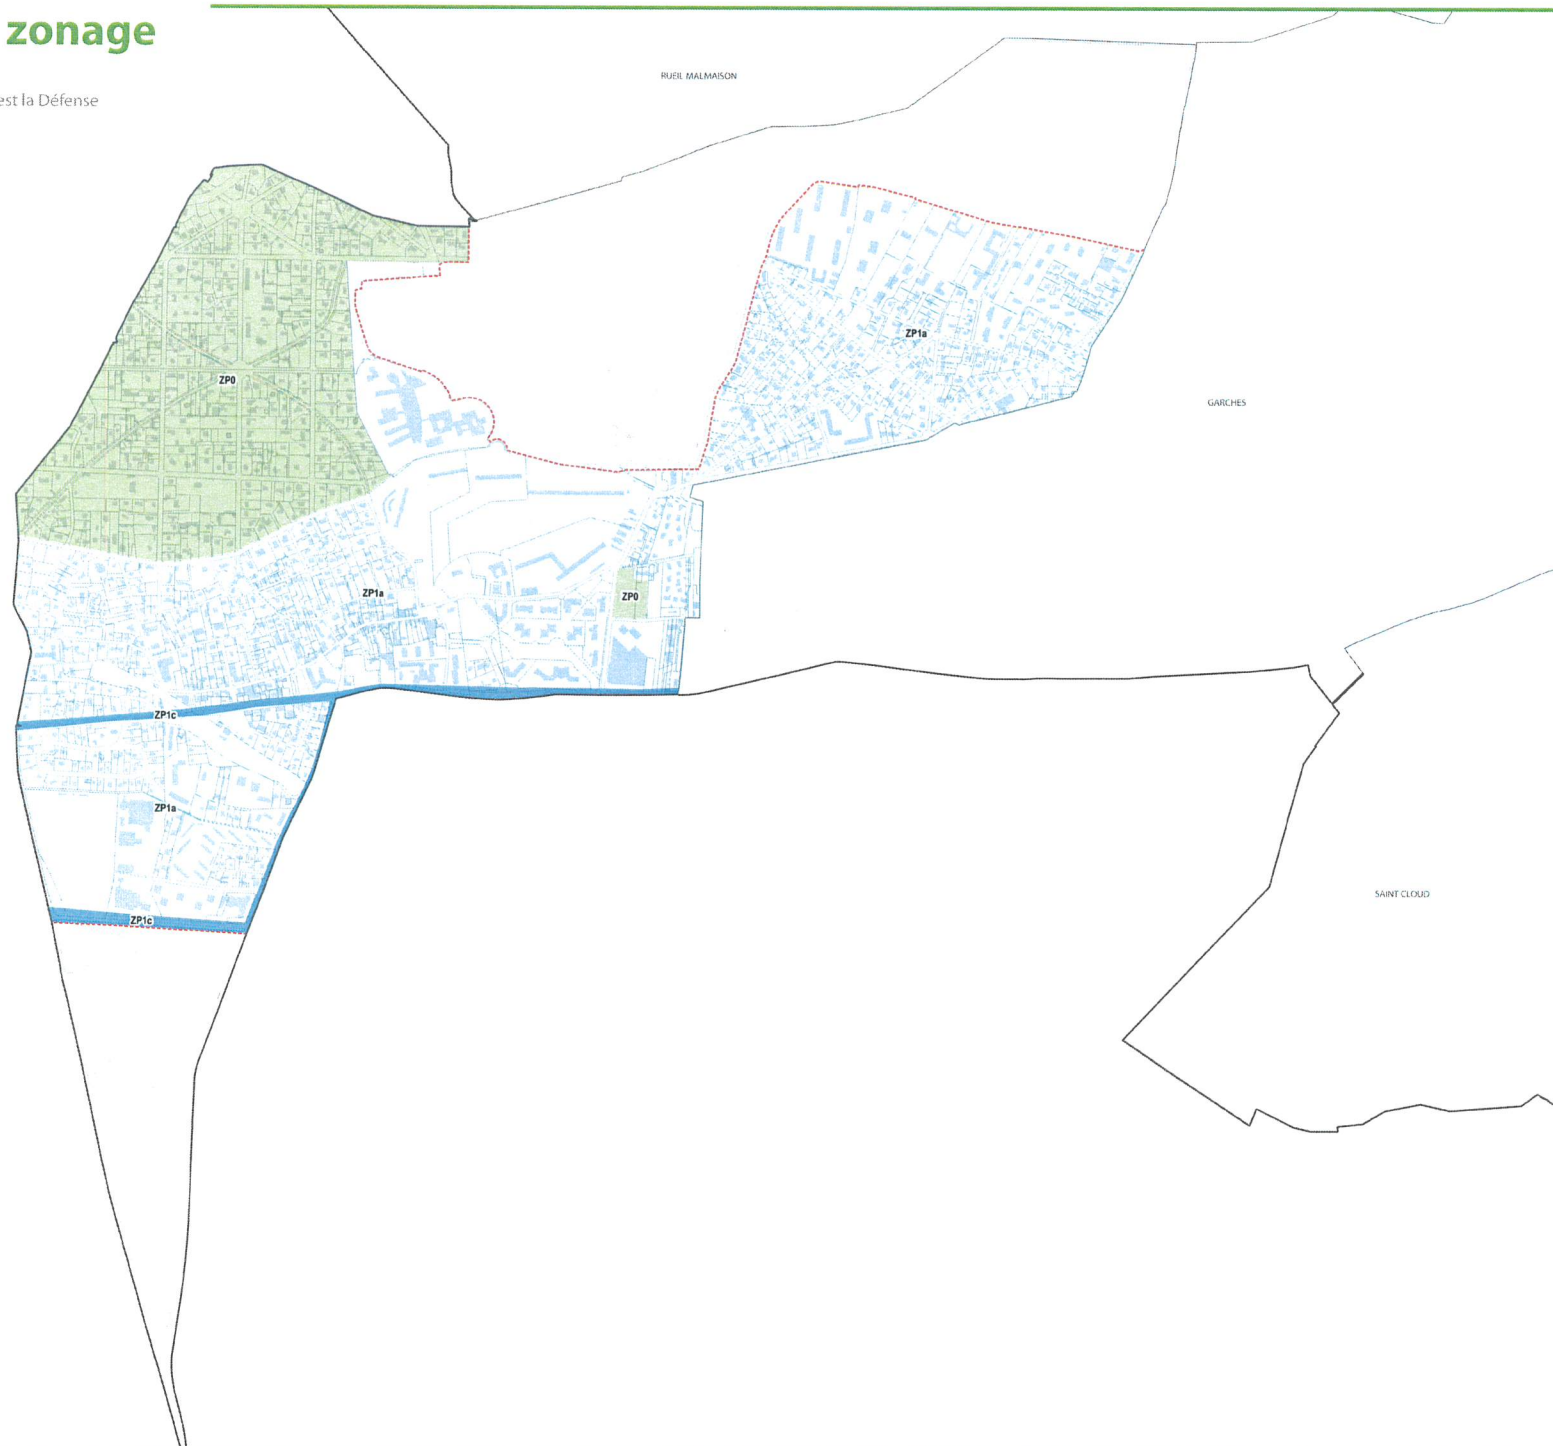 zonage
est la Défense
RUEIL MALMAISON
ZP1a
ZP0
GARCHES
ZP1a
ZP0
ZP1c
ZP1a
SAINT CLOUD
ZP1c